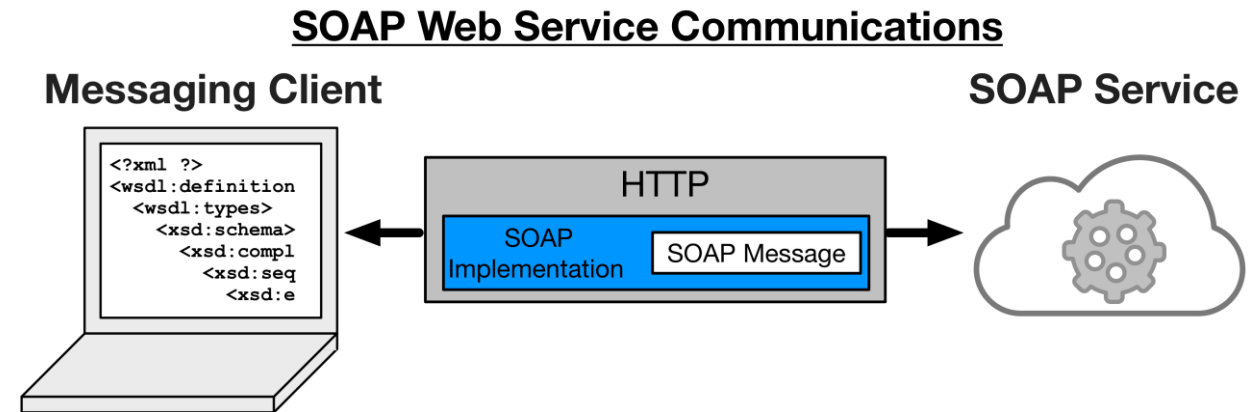 SOAP Web Service Communications
Messaging Client
SOAP Service
<?xml ?>
<wsdl:definition
<wsdl:types>
<xsd:schema>
<xsd:compl
<xsd:seq
<xsd:e
HTTP
SOAP
Implementation
SOAP Message